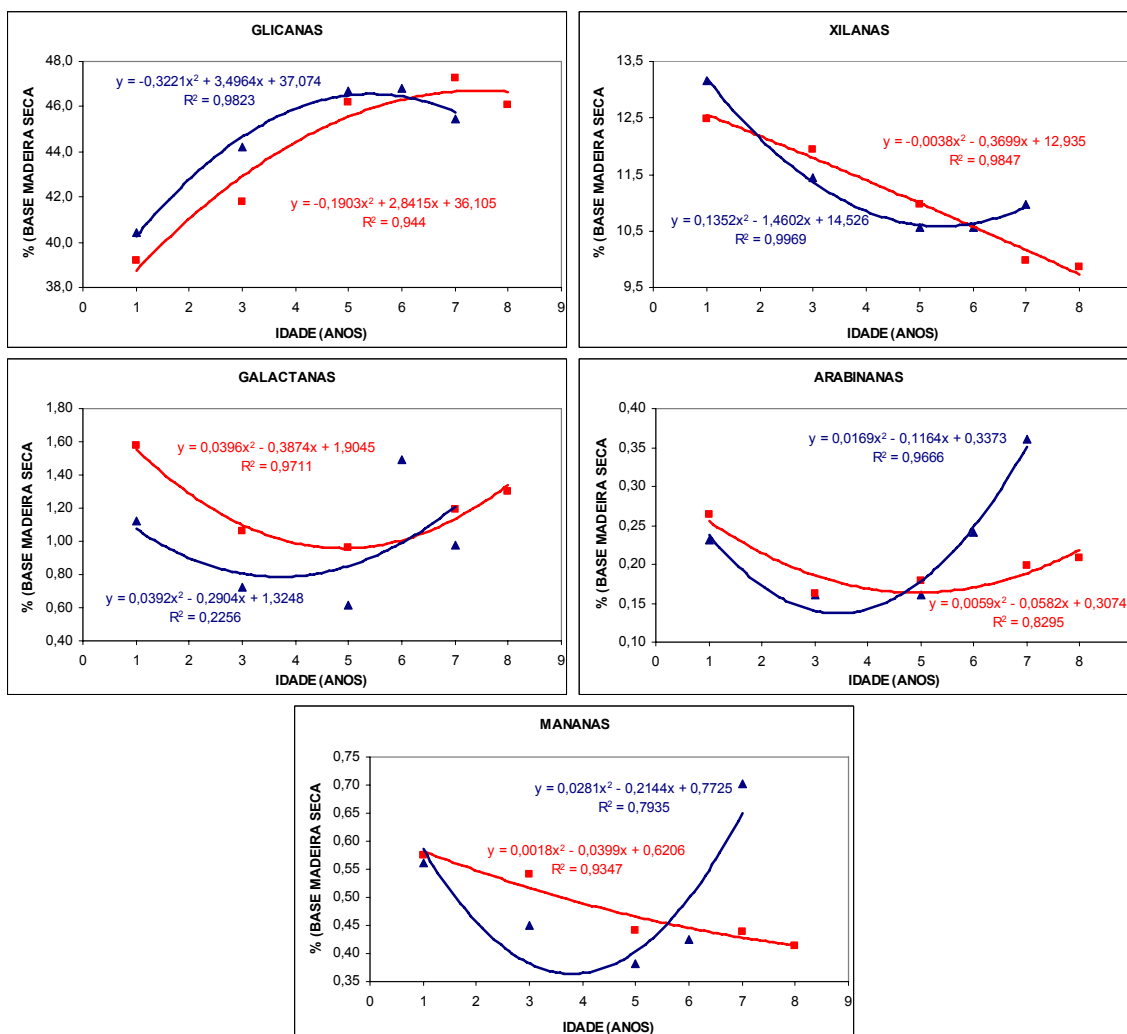 GLICANAS
y = -0,3221x² + 3,4964x + 37,074
R² = 0,9823
y = -0,1903x² + 2,8415x + 36,105
R² = 0,944
% (BASE MADEIRA SECA
48,0
46,0
44,0
42,0
40,0
38,0
0 1 2 3 4 5 6 7 8 9
IDADE (ANOS)
XILANAS
y = -0,0038x² - 0,3699x + 12,935
R² = 0,9847
y = 0,1352x² - 1,4602x + 14,526
R² = 0,9969
% (BASE MADEIRA SECA
13,5
12,5
11,5
10,5
9,5
0 1 2 3 4 5 6 7 8
IDADE (ANOS)
GALACTANAS
y = 0,0396x² - 0,3874x + 1,9045
R² = 0,9711
y = 0,0392x² - 0,2904x + 1,3248
R² = 0,2256
% (BASE MADEIRA SECA
1,80
1,60
1,40
1,20
1,00
0,80
0,60
0,40
0 1 2 3 4 5 6 7 8 9
IDADE (ANOS)
ARABINANAS
y = 0,0169x² - 0,1164x + 0,3373
R² = 0,9666
y = 0,0059x² - 0,0582x + 0,3074
R² = 0,8295
% (BASE MADEIRA SECA
0,40
0,35
0,30
0,25
0,20
0,15
0,10
0 1 2 3 4 5 6 7 8
IDADE (ANOS)
MANANAS
y = 0,0281x² - 0,2144x + 0,7725
R² = 0,7935
y = 0,0018x² - 0,0399x + 0,6206
R² = 0,9347
% (BASE MADEIRA SECA
0,75
0,70
0,65
0,60
0,55
0,50
0,45
0,40
0,35
0 1 2 3 4 5 6 7 8 9
IDADE (ANOS)